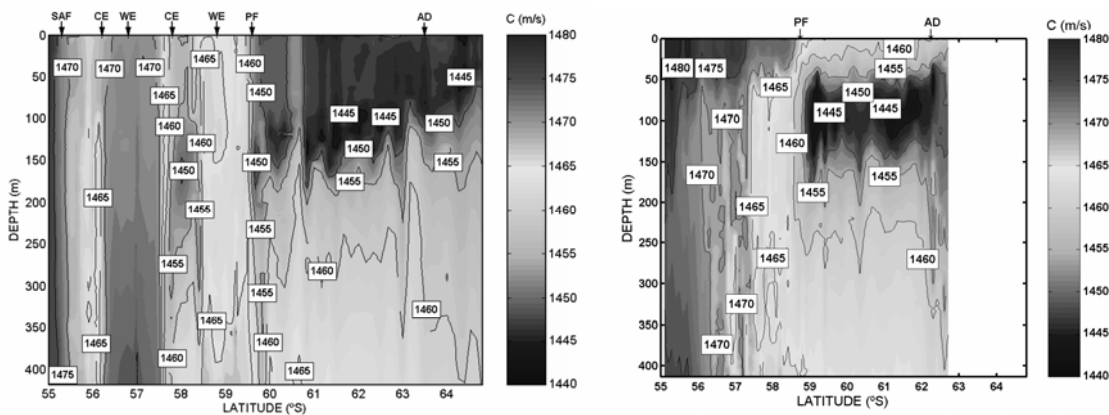 SAF CE WE CE WE PF AD C (m/s)
0 1465 1460 1480
1470 1470 1470
50 1445 1475
1465 1450
100 1445 1445 1470
1460 1450
1460
150 1450 1450 1455 1465
1450
1455
200 1465 1455 1460
1455
250 1455 1455
1460
300 1455 1450
1460
350 1465 1465 1445
1460 1460
400 1475 1465 1440
DEPTH (m)
55 56 57 58 59 60 61 62 63 64
LATITUDE (ºS)
PF AD C (m/s)
0 1460 1480
1480 1475 1455
50 1465 1475
1450
100 1470 1445 1445 1470
1460
150 1465
1470 1455 1455
200 1465 1460
250 1465 1460 1455
300 1470 1450
350 1470 1445
400 1440
DEPTH (m)
55 56 57 58 59 60 61 62 63 64
LATITUDE (ºS)